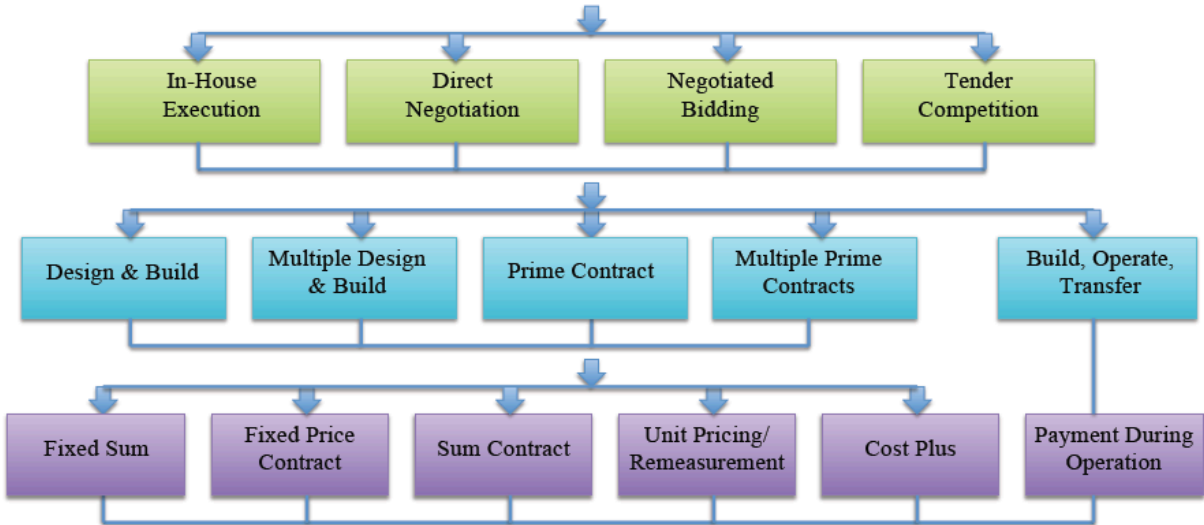 In-House
Execution
Direct
Negotiation
Negotiated
Bidding
Tender
Competition
Design & Build
Multiple Design
& Build
Prime Contract
Multiple Prime
Contracts
Build, Operate,
Transfer
Fixed Sum
Fixed Price
Contract
Sum Contract
Unit Pricing/
Remeasurement
Cost Plus
Payment During
Operation